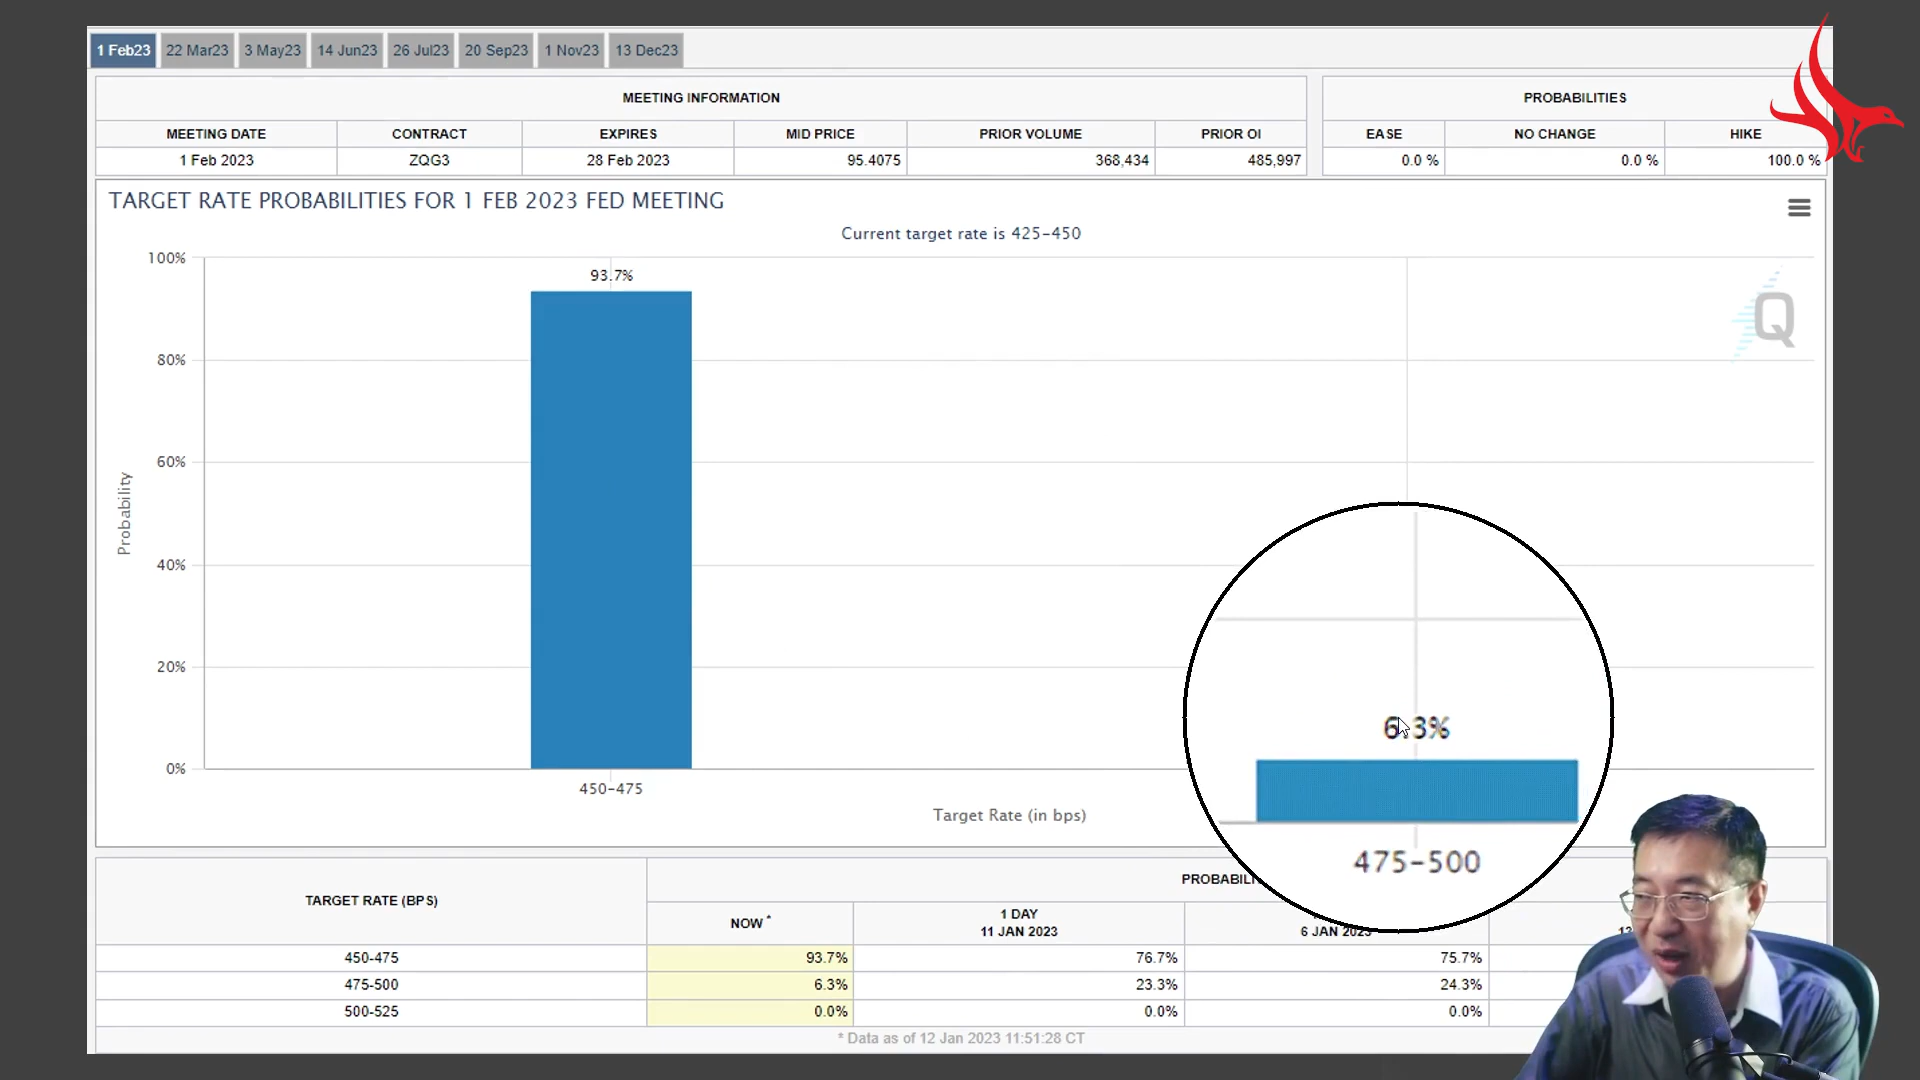 1 Feb23 22 Mar23 3 May23 14 Jun23 26 Jul23 20 Sep23 1 Nov23 13 Dec23
MEETING INFORMATION
MEETING DATE CONTRACT EXPIRES MID PRICE PRIOR VOLUME PRIOR OI
1 Feb 2023 ZQG3 28 Feb 2023 95.4075 368,434 485,997
PROBABILITIES
EASE NO CHANGE HIKE
0.0 % 0.0 % 100.0 %
TARGET RATE PROBABILITIES FOR 1 FEB 2023 FED MEETING
Current target rate is 425-450
Q
100%
80%
60%
40%
20%
0%
Probability
93.7%
6.3%
450-475
475-500
Target Rate (in bps)
TARGET RATE (BPS)
NOW * 1 DAY
11 JAN 2023
6 JAN 2023
450-475 93.7% 76.7% 75.7%
475-500 6.3% 23.3% 24.3%
500-525 0.0% 0.0% 0.0%
* Data as of 12 Jan 2023 11:51:28 CT